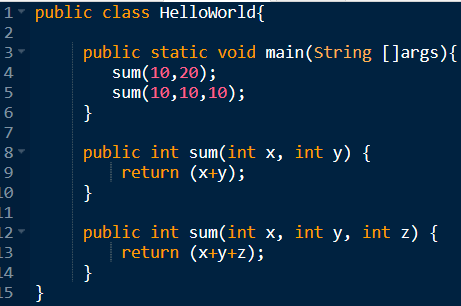 1 public class HelloWorld{
2
3 public static void main(String []args){
4 sum(10,20);
5 sum(10,10,10);
6 }
7
8 public int sum(int x, int y) {
9 return (x+y);
10 }
11
12 public int sum(int x, int y, int z) {
13 return (x+y+z);
14 }
15 }